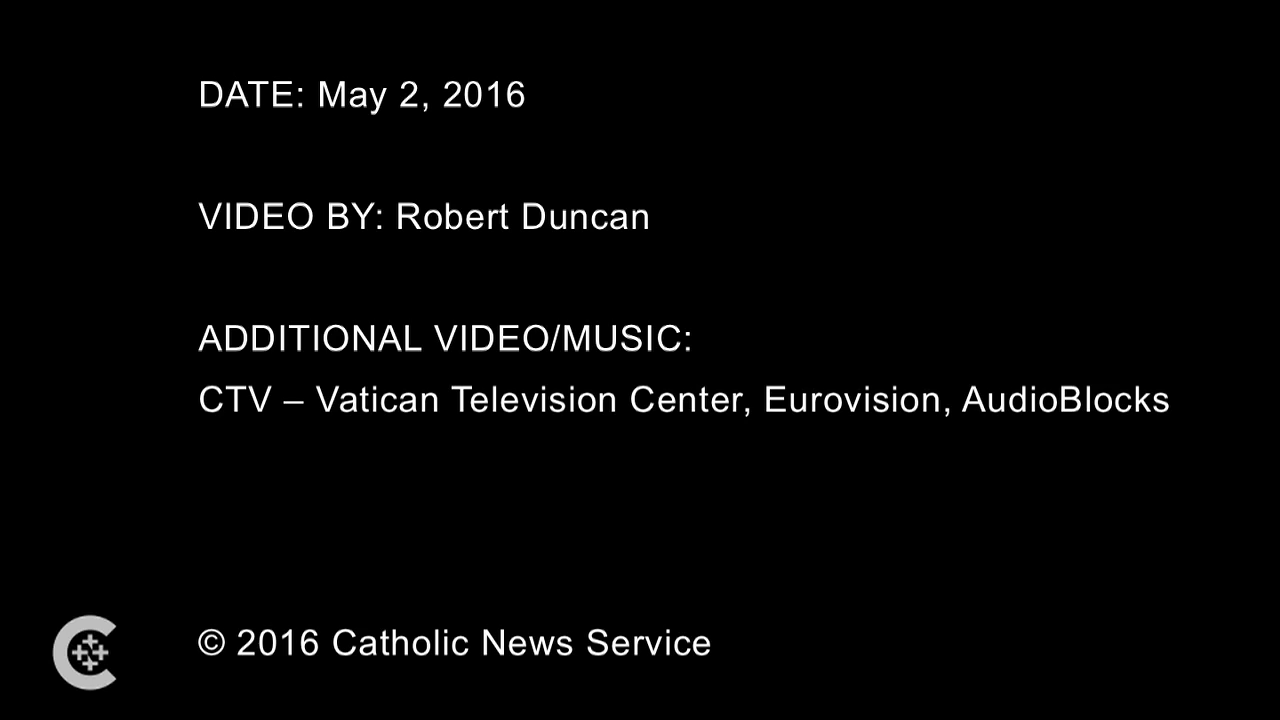 DATE: May 2, 2016
VIDEO BY: Robert Duncan
ADDITIONAL VIDEO/MUSIC:
CTV – Vatican Television Center, Eurovision, AudioBlocks
© 2016 Catholic News Service